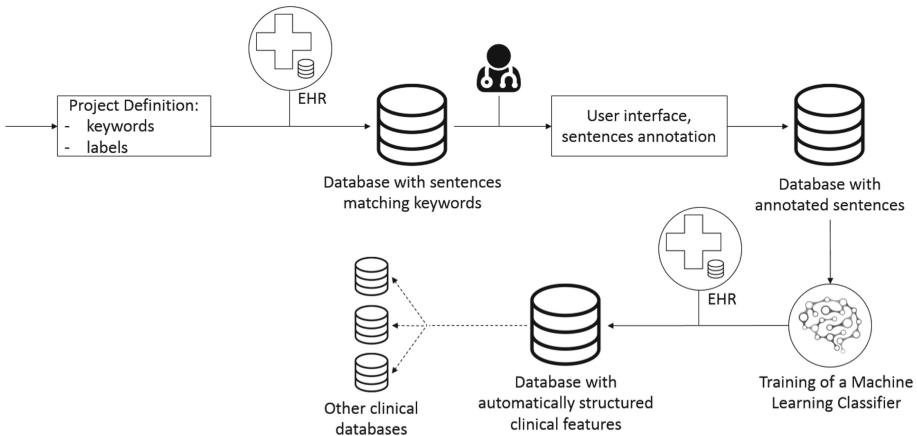 EHR
Project Definition:
- keywords
- labels
Database with sentences
matching keywords
User interface,
sentences annotation
Database with
annotated sentences
EHR
Training of a Machine
Learning Classifier
Database with
automatically structured
clinical features
Other clinical
databases